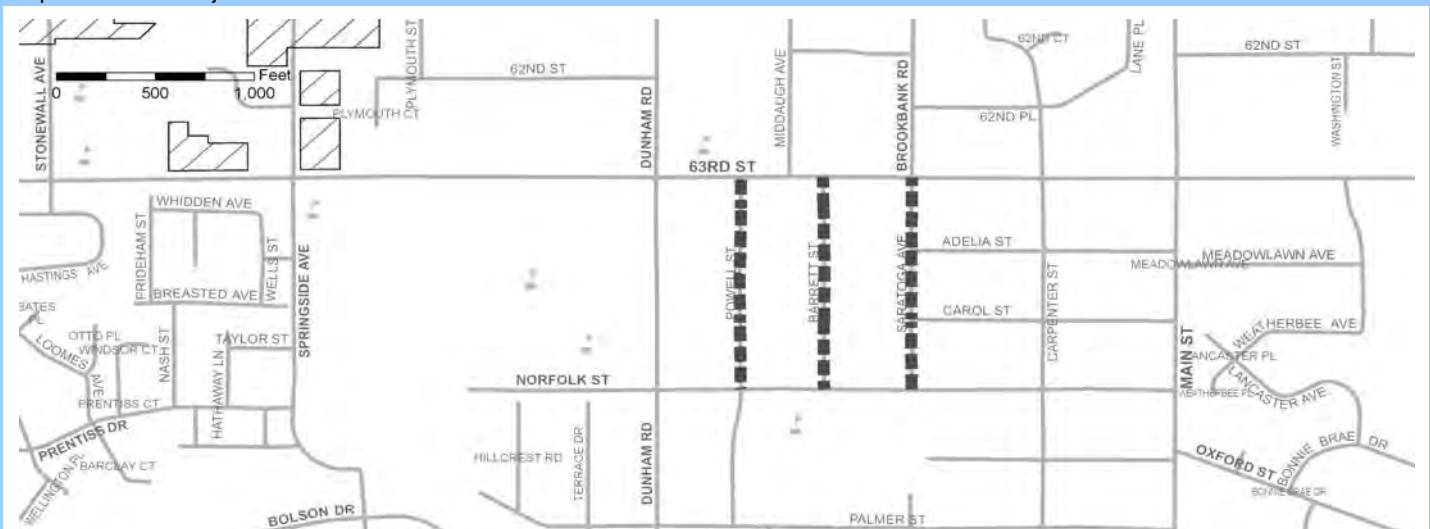 62ND CT
LANE PL
62ND ST
STONEWALL AVE
Feet
0 500 1,000
PLYMOUTH ST
62ND ST
PLYMOUTH CT
DUNHAM RD
MIDDAUGH AVE
BROOKBANK RD
62ND PL
WASHINGTON ST
63RD ST
WHIDDEN AVE
PRIDEHAM ST
WELLS ST
HASTINGS AVE
BREASTED AVE
SPRINGSIDE AVE
POWELL ST
BARRETT ST
SARATOGA AVE
ADELIA ST
MEADOWLAWN AVE
MEADOWLAWN AVE
CAROL ST
CARPENTER ST
MAIN ST
WEATHERBEE AVE
BATES PL
LOOMES AVE
OTTO PL
WINDSOR CT
NASH ST
TAYLOR ST
HATHAWAY LN
NORFOLK ST
LANCASTER PL
LANCASTER AVE
WEATHERBEE PL
PRENTISS CT
PRENTISS DR
BARCLAY CT
WELLINGTON PL
HILLCREST RD
TERRACE DR
DUNHAM RD
OXFORD ST
BONNIE BRAE DR
BONNIE BRAE DR
BOLSON DR
PALMER ST